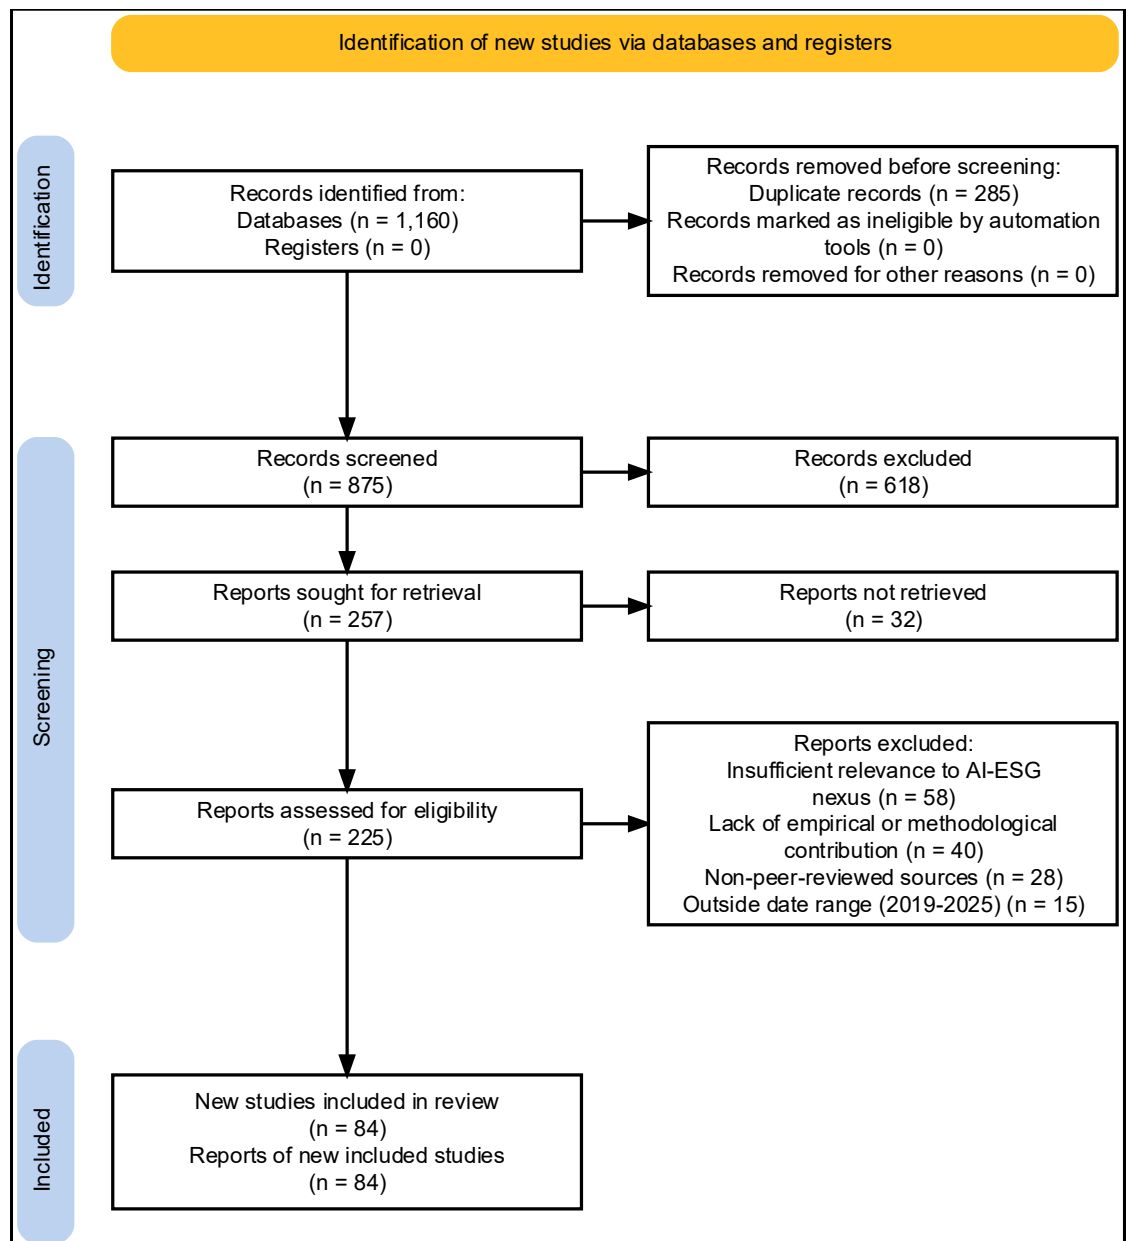 Identification of new studies via databases and registers
Identification
Records identified from:
Databases (n = 1,160)
Registers (n = 0)
Records removed before screening:
Duplicate records (n = 285)
Records marked as ineligible by automation
tools (n = 0)
Records removed for other reasons (n = 0)
Screening
Records screened
(n = 875)
Records excluded
(n = 618)
Reports sought for retrieval
(n = 257)
Reports not retrieved
(n = 32)
Reports assessed for eligibility
(n = 225)
Reports excluded:
Insufficient relevance to AI-ESG
nexus (n = 58)
Lack of empirical or methodological
contribution (n = 40)
Non-peer-reviewed sources (n = 28)
Outside date range (2019-2025) (n = 15)
Included
New studies included in review
(n = 84)
Reports of new included studies
(n = 84)